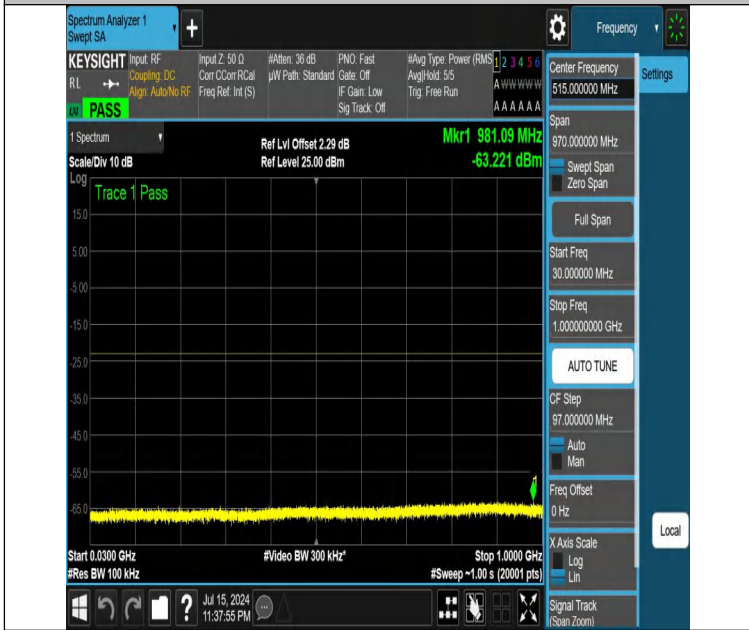 Spectrum Analyzer 1
Swept SA
Frequency
KEYSIGHT
RL
PASS
Input: RF
Coupling: DC
Align: Auto/No RF
Input Z: 50 Ω
Corr CCorr RCal
Freq Ref: Int (S)
#Atten: 36 dB
µW Path: Standard
PNO: Fast
Gate: Off
IF Gain: Low
Sig Track: Off
#Avg Type: Power (RMS
Avg|Hold: 5/5
Trig: Free Run
1 2 3 4 5 6
A W W W W W
A A A A A A
1 Spectrum
Scale/Div 10 dB
Ref Lvl Offset 2.29 dB
Ref Level 25.00 dBm
Mkr1 981.09 MHz
-63.221 dBm
Log
Trace 1 Pass
15.0
5.00
-5.00
-15.0
-25.0
-35.0
-45.0
-55.0
-65.0
Start 0.0300 GHz
#Res BW 100 kHz
#Video BW 300 kHz*
Stop 1.0000 GHz
#Sweep ~1.00 s (20001 pts)
Jul 15, 2024
11:37:55 PM
Center Frequency
515.000000 MHz
Settings
Span
970.000000 MHz
Swept Span
Zero Span
Full Span
Start Freq
30.000000 MHz
Stop Freq
1.000000000 GHz
AUTO TUNE
CF Step
97.000000 MHz
Auto
Man
Freq Offset
0 Hz
Local
X Axis Scale
Log
Lin
Signal Track
(Span Zoom)